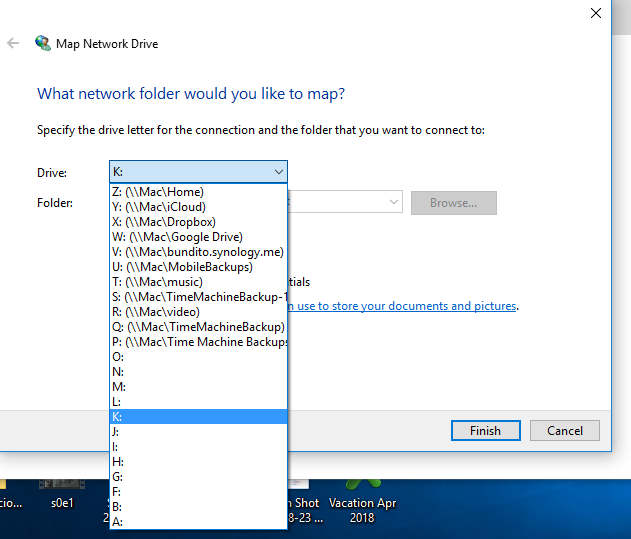 Map Network Drive
What network folder would you like to map?
Specify the drive letter for the connection and the folder that you want to connect to:
Drive: K:
Folder: Browse...
Z: (\\Mac\Home)
Y: (\\Mac\iCloud)
X: (\\Mac\Dropbox)
W: (\\Mac\Google Drive)
V: (\\Mac\bundito.synology.me)
U: (\\Mac\MobileBackups)
T: (\\Mac\music)
S: (\\Mac\TimeMachineBackup-1
R: (\\Mac\video)
Q: (\\Mac\TimeMachineBackup)
P: (\\Mac\Time Machine Backups
O:
N:
M:
L:
K:
J:
I:
H:
G:
F:
B:
A:
use to store your documents and pictures.
Finish Cancel
s0e1
Shot
8-23 ...
Vacation Apr
2018